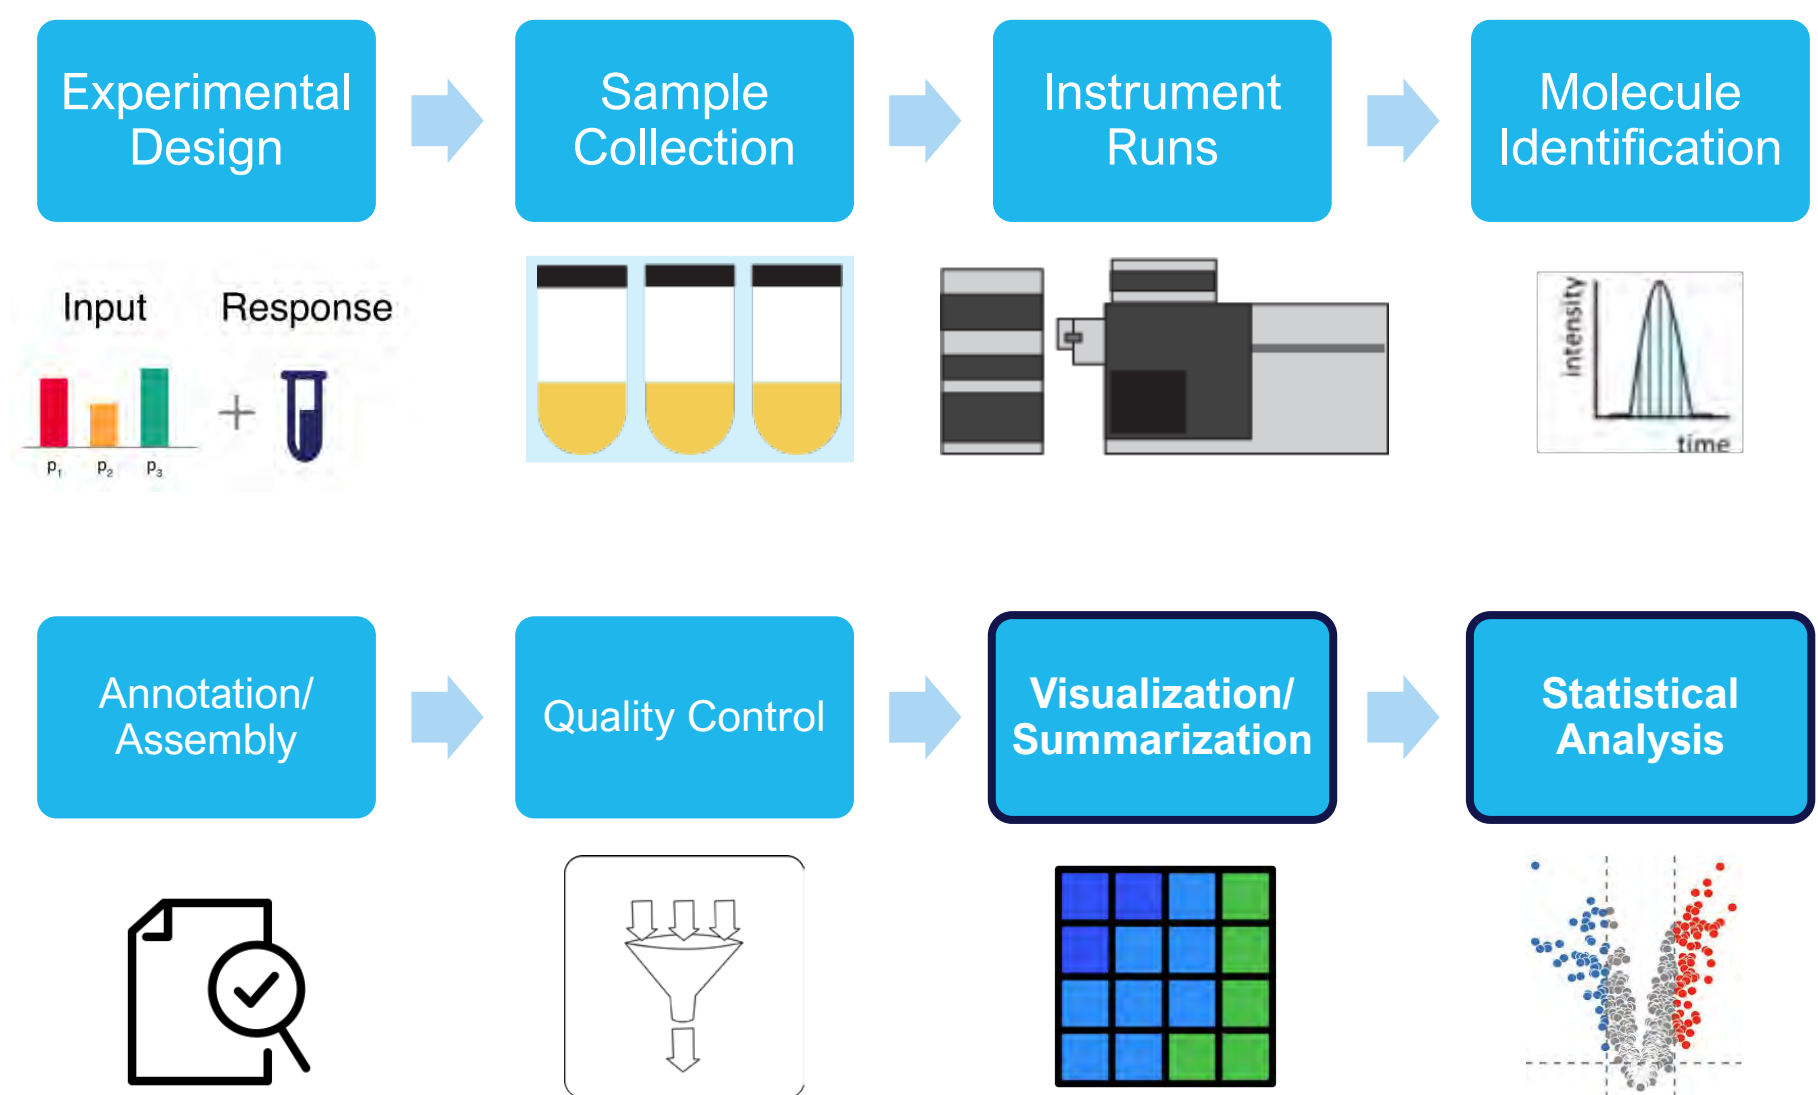 Experimental
Design
Sample
Collection
Instrument
Runs
Molecule
Identification
Input
Response
p1
p2
p3
intensity
time
Annotation/
Assembly
Quality Control
Visualization/
Summarization
Statistical
Analysis